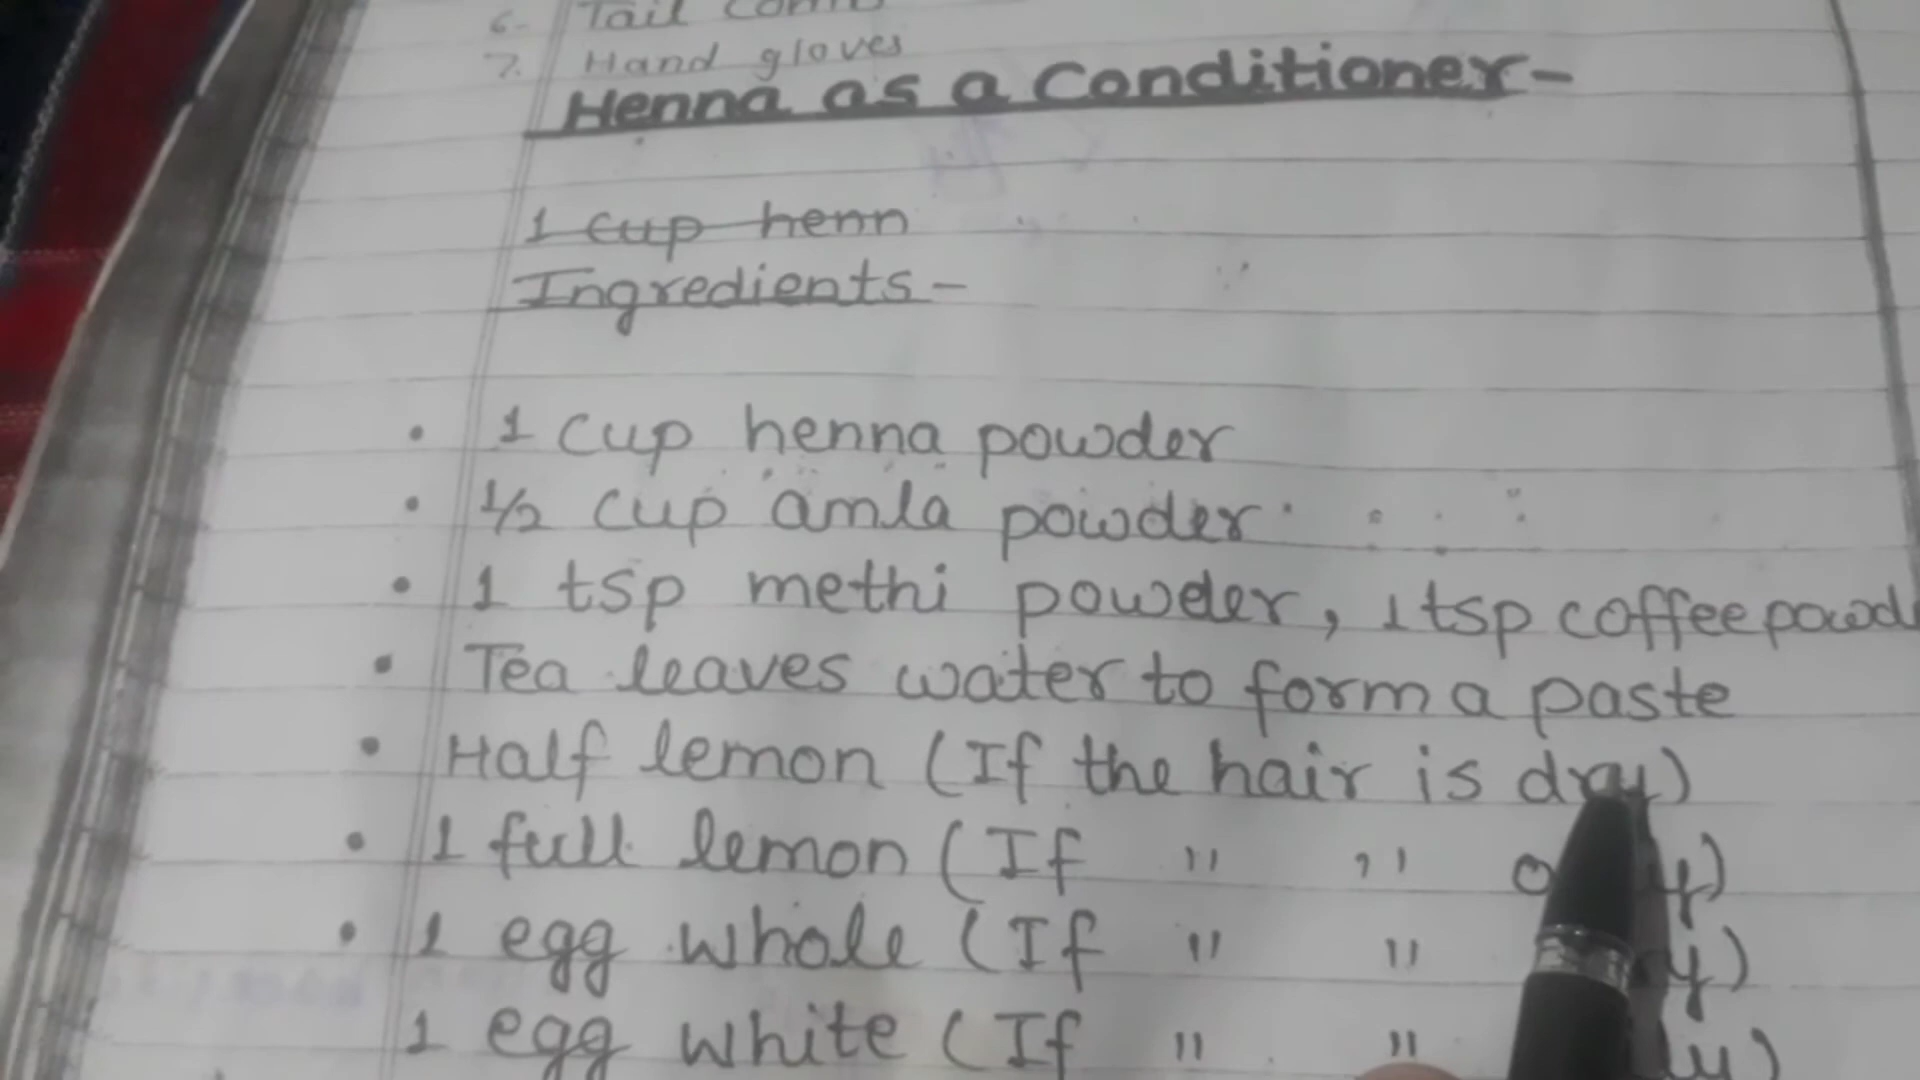 6- Tail Comb
7. Hand gloves
Henna as a Conditioner-
1 cup henn
Ingredients-
• 1 cup henna powder
• 1/2 cup amla powder
• 1 tsp methi powder, 1 tsp coffee powd
• Tea leaves water to form a paste
• Half lemon (If the hair is dry)
• 1 full lemon (If " "
• 1 egg whole (If " "
1 egg white (If " "